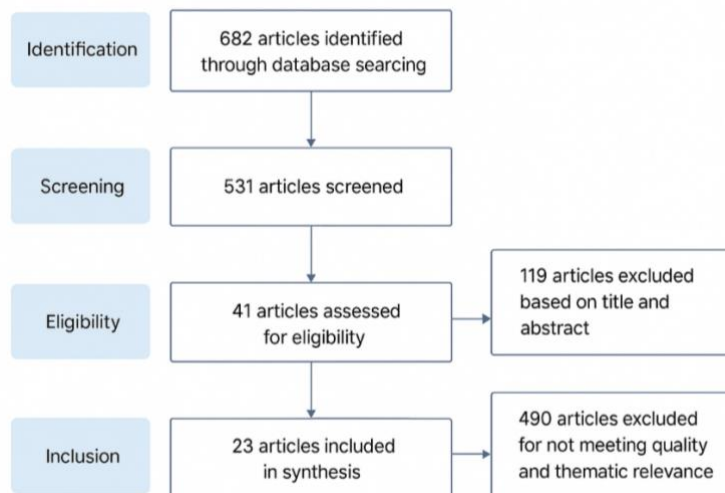 Identification
682 articles identified
through database searcing
Screening
531 articles screened
Eligibility
41 articles assessed
for eligibility
119 articles excluded
based on title and
abstract
Inclusion
23 articles included
in synthesis
490 articles excluded
for not meeting quality
and thematic relevance